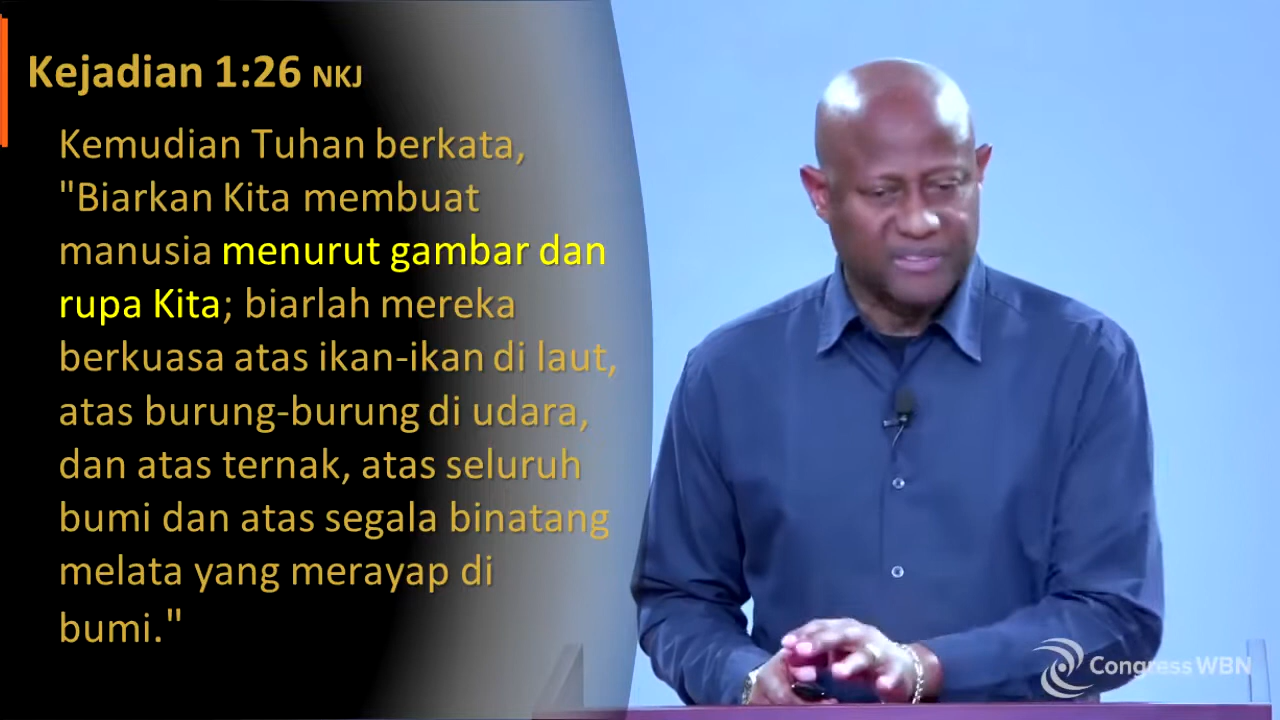 Kejadian 1:26 NKJ
Kemudian Tuhan berkata,
"Biarkan Kita membuat
manusia menurut gambar dan
rupa Kita; biarlah mereka
berkuasa atas ikan-ikan di laut,
atas burung-burung di udara,
dan atas ternak, atas seluruh
bumi dan atas segala binatang
melata yang merayap di
bumi."
Congress WBN